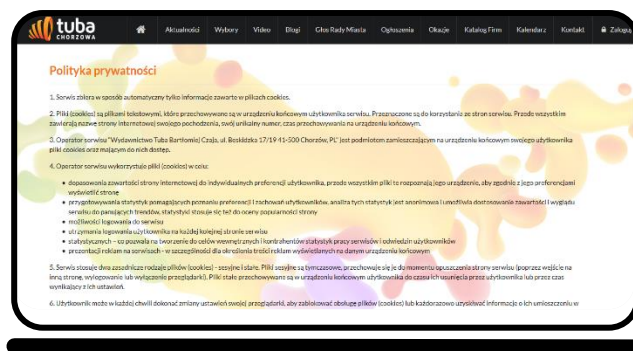 tuba
CHORZOWA
Aktualności Wybory Video Blogi Głos Rady Miasta Ogłoszenia Okazje Katalog Firm Kalendarz Kontakt Zaloguj
Polityka prywatności
1. Serwis zbiera w sposób automatyczny tylko informacje zawarte w plikach cookies.
2. Pliki (cookies) są plikami tekstowymi, które przechowywane są w urządzeniu końcowym użytkownika serwisu. Przeznaczone są do korzystania ze stron serwisu. Przede wszystkim
zawierają nazwę strony internetowej swojego pochodzenia, swój unikalny numer, czas przechowywania na urządzeniu końcowym.
3. Operator serwisu "Wydawnictwo Tuba Bartłomiej Czaja, ul. Beskidzka 17/19 41-500 Chorzów, PL" jest podmiotem zamieszczającym na urządzeniu końcowym swojego użytkownika
pliki cookies oraz mającym do nich dostęp.
4. Operator serwisu wykorzystuje pliki (cookies) w celu:
• dopasowania zawartości strony internetowej do indywidualnych preferencji użytkownika, przede wszystkim pliki te rozpoznają jego urządzenie, aby zgodnie z jego preferencjami
wyświetlić stronę
• przygotowywania statystyk pomagających poznaniu preferencji i zachowań użytkowników, analiza tych statystyk jest anonimowa i umożliwia dostosowanie zawartości i wyglądu
serwisu do panujących trendów, statystyki stosuje się też do oceny popularności strony
• możliwości logowania do serwisu
• utrzymania logowania użytkownika na każdej kolejnej stronie serwisu
• statystycznych – co pozwala na tworzenie do celów wewnętrznych i kontrahentów statystyk pracy serwisów i odwiedzin użytkowników
• prezentacji reklam na serwisach - w szczególności dla określenia treści reklam wyświetlanych na danym urządzeniu końcowym
5. Serwis stosuje dwa zasadnicze rodzaje plików (cookies) - sesyjne i stałe. Pliki sesyjne są tymczasowe, przechowuje się je do momentu opuszczenia strony serwisu (poprzez wejście na
inną stronę, wylogowanie lub wyłączenie przeglądarki). Pliki stałe przechowywane są w urządzeniu końcowym użytkownika do czasu ich usunięcia przez użytkownika lub przez czas
wynikający z ich ustawień.
6. Użytkownik może w każdej chwili dokonać zmiany ustawień swojej przeglądarki, aby zablokować obsługę plików (cookies) lub każdorazowo uzyskiwać informacje o ich umieszczeniu w